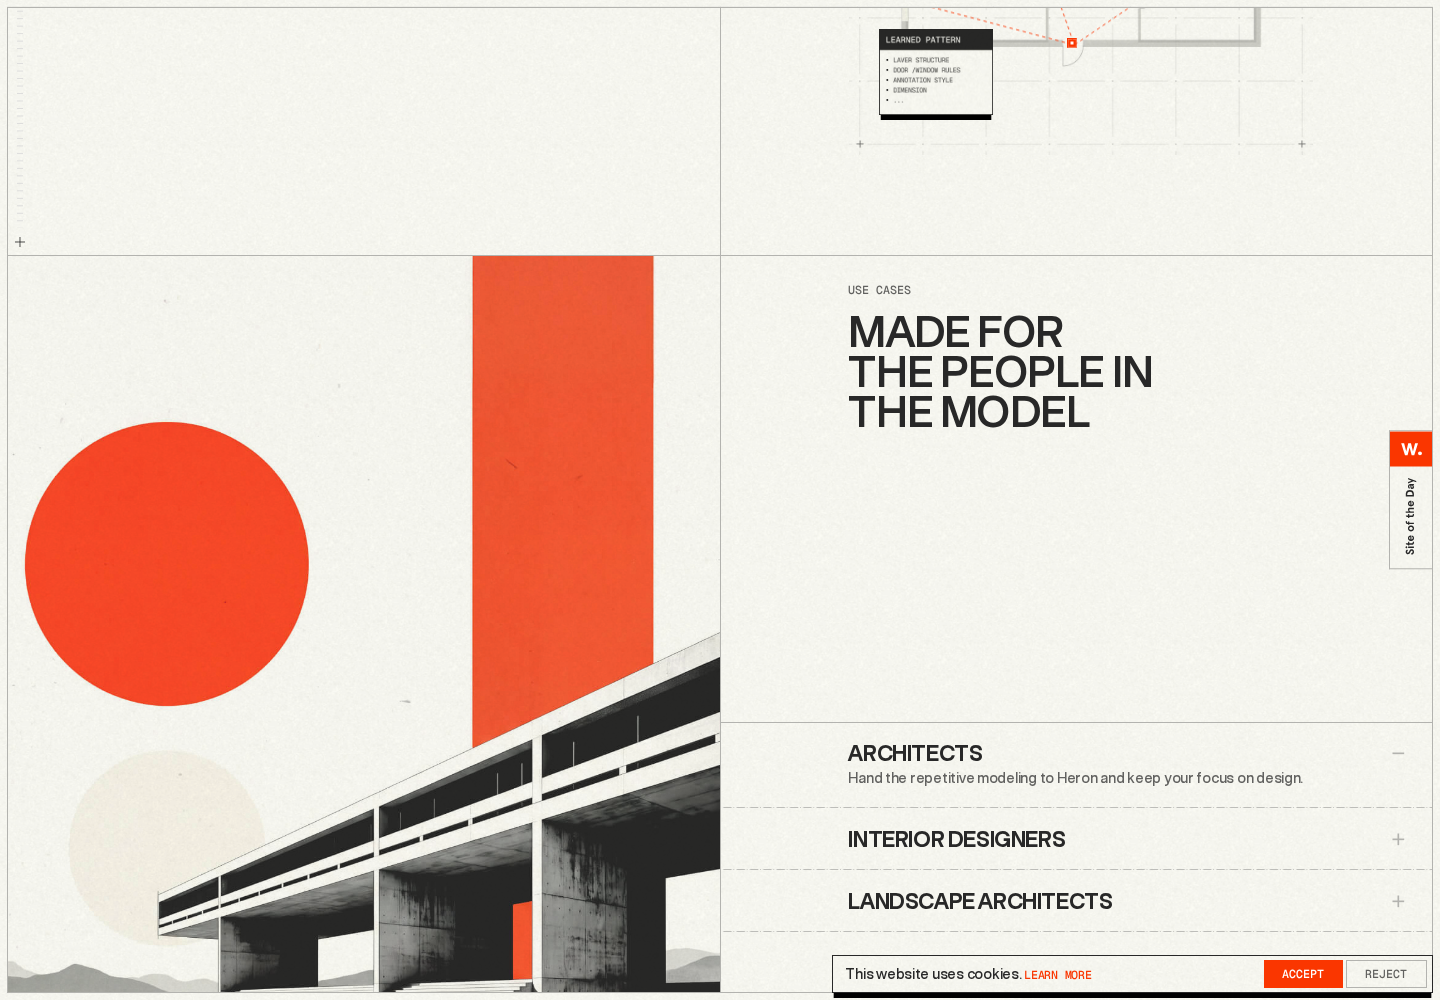 LEARNED PATTERN
• LAVER STRUCTURE
• DOOR /WINDOW RULES
• ANNOTATION STYLE
• DIMENSION
• ...
USE CASES
MADE FOR
THE PEOPLE IN
THE MODEL
W.
Site of the Day
ARCHITECTS
Hand the repetitive modeling to Heron and keep your focus on design.
INTERIOR DESIGNERS
LANDSCAPE ARCHITECTS
This website uses cookies. LEARN MORE
ACCEPT
REJECT